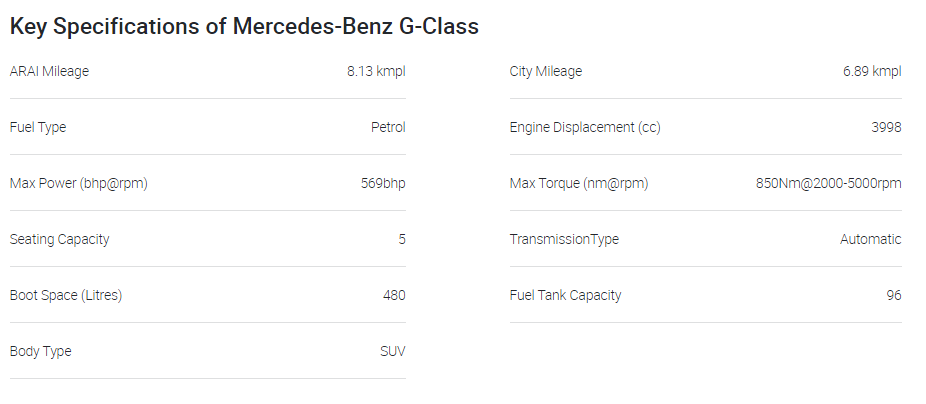 Key Specifications of Mercedes-Benz G-Class
ARAI Mileage 8.13 kmpl City Mileage 6.89 kmpl
Fuel Type Petrol Engine Displacement (cc) 3998
Max Power (bhp@rpm) 569bhp Max Torque (nm@rpm) 850Nm@2000-5000rpm
Seating Capacity 5 TransmissionType Automatic
Boot Space (Litres) 480 Fuel Tank Capacity 96
Body Type SUV